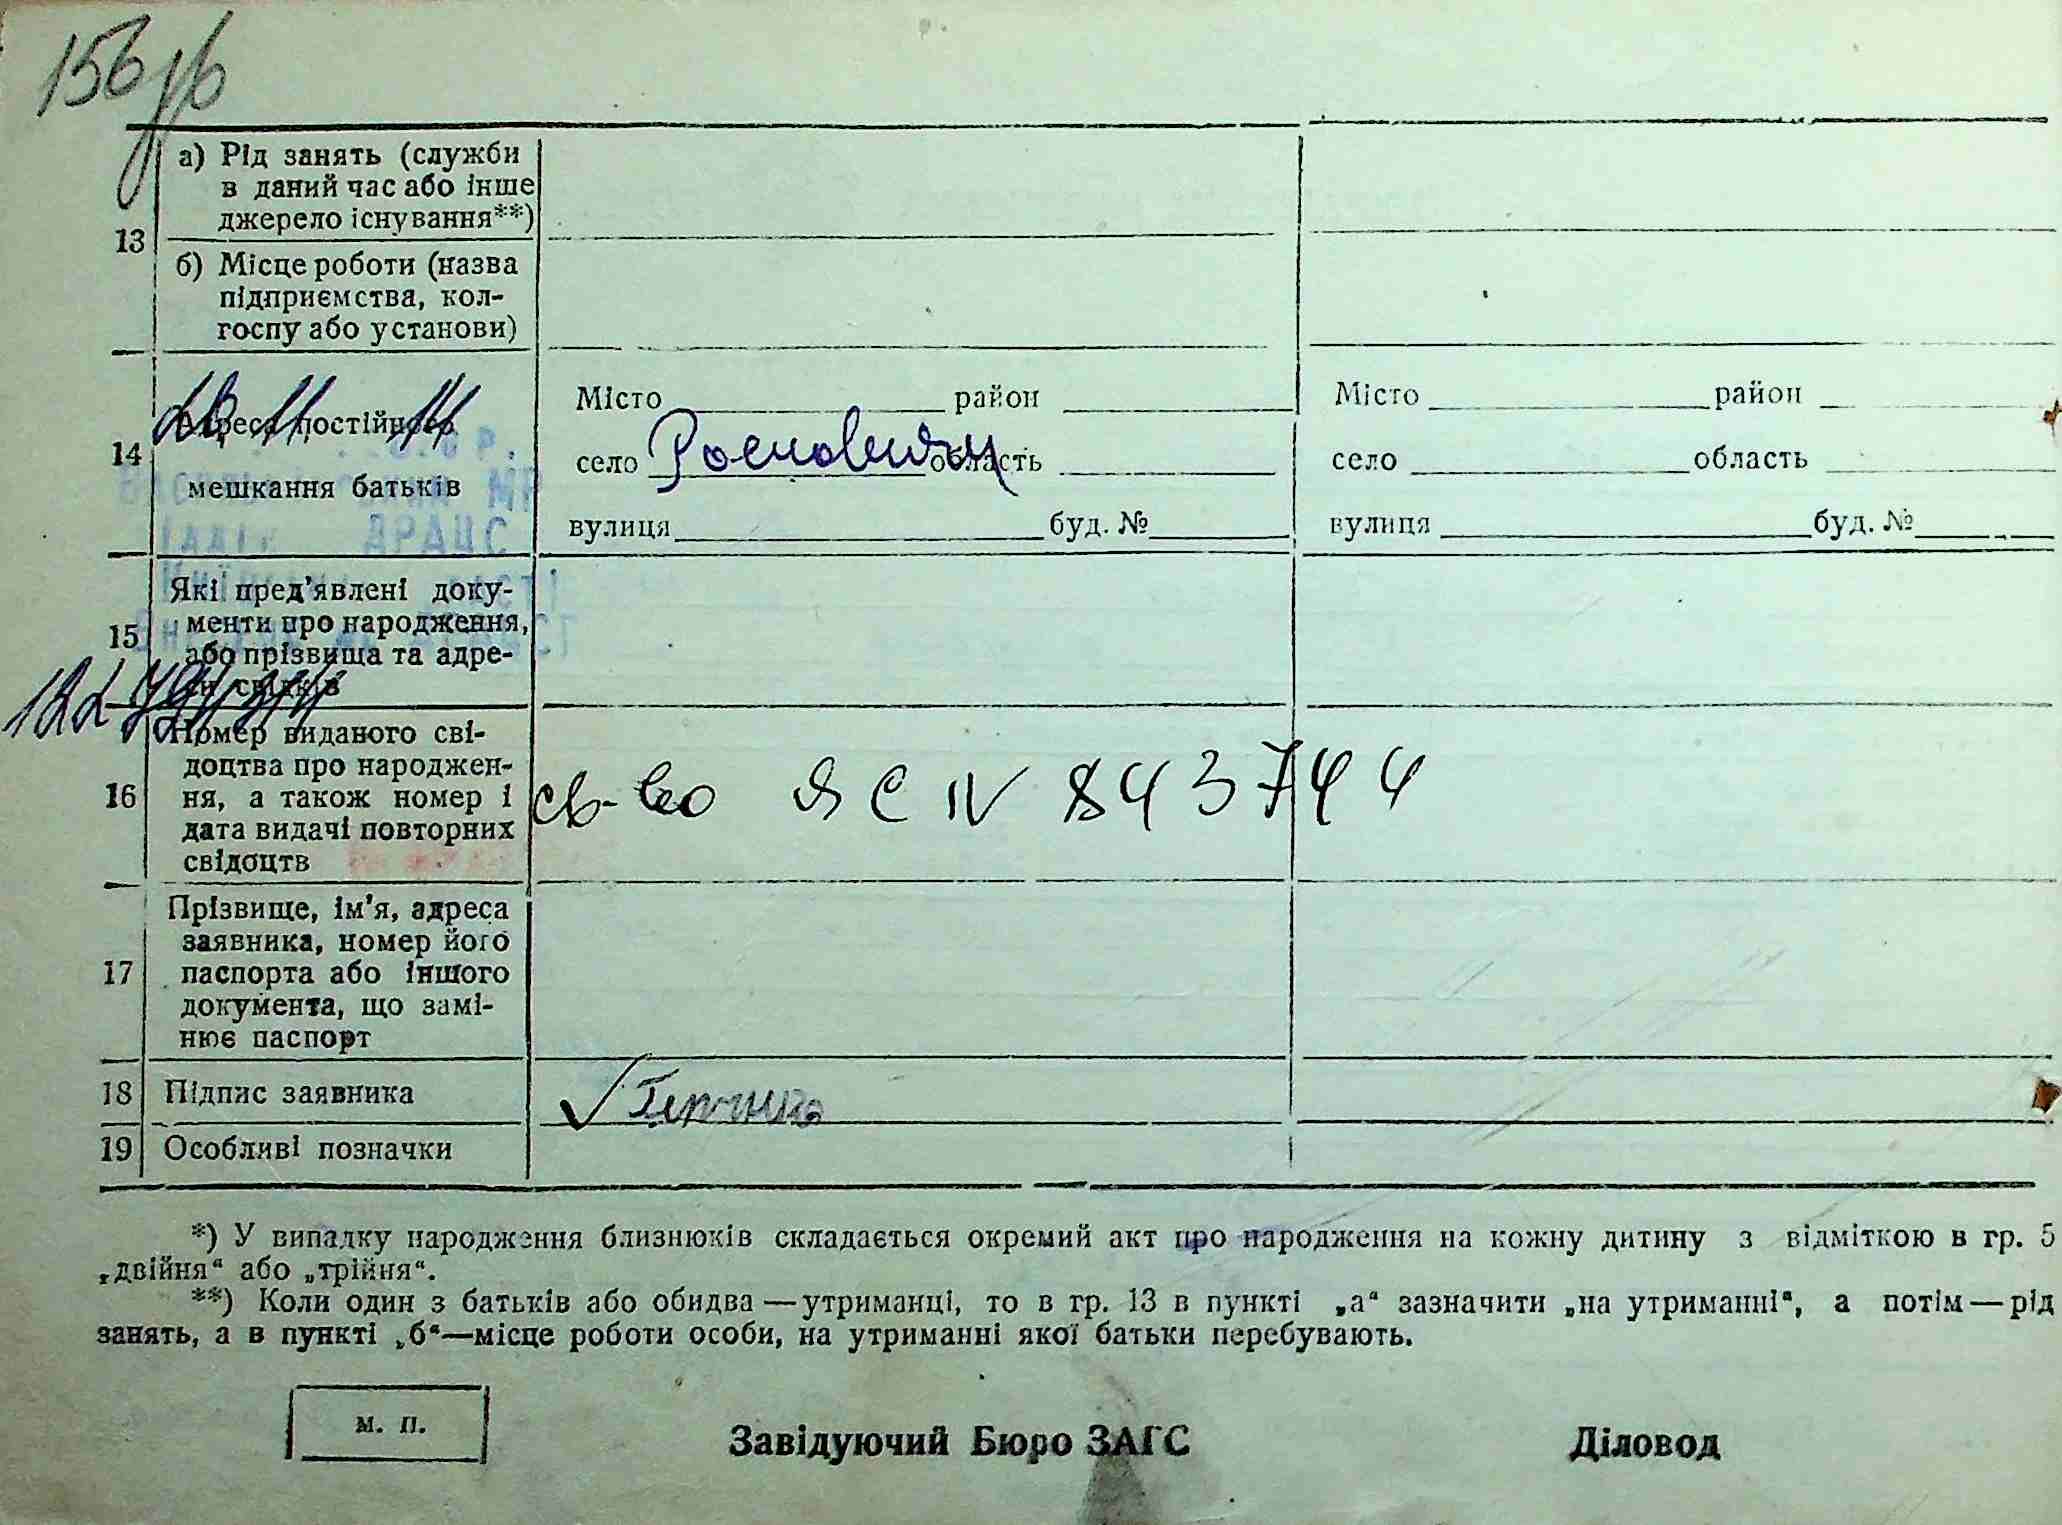 156 зв
13
а) Рід занять (служби
в даний час або інше
джерело існування**)
б) Місце роботи (назва
підприємства, кол-
госпу або установи)
14
Адреса постійного
мешкання батьків
Місто район
село область
вулиця буд. №
Місто район
село область
вулиця буд. №
ДРАЦС
15
Які пред'явлені доку-
менти про народження,
або прізвища та адре-
си свідків
16
Номер виданого сві-
доцтва про народжен-
ня, а також номер і
дата видачі повторних
свідоцтв
св-во ЯС IV 843744
17
Прізвище, ім'я, адреса
заявника, номер його
паспорта або іншого
документа, що замі-
нює паспорт
18 Підпис заявника
19 Особливі позначки
*) У випадку народження близнюків складається окремий акт про народження на кожну дитину з відміткою в гр. 5
„двійня“ або „трійня“.
**) Коли один з батьків або обидва—утриманці, то в гр. 13 в пункті „а“ зазначити „на утриманні“, а потім—рід
занять, а в пункті „б“—місце роботи особи, на утриманні якої батьки перебувають.
М. П.
Завідуючий Бюро ЗАГС Діловод